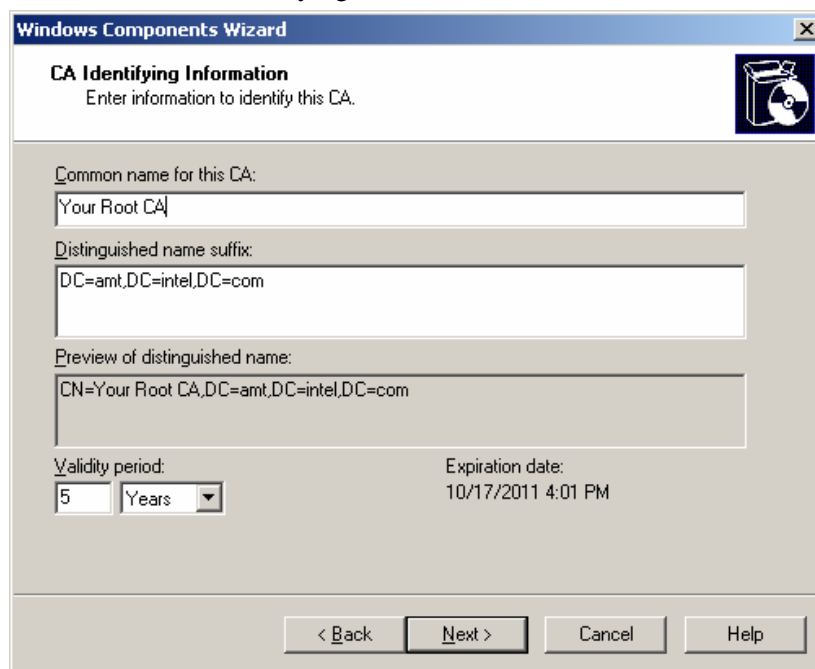 Windows Components Wizard
CA Identifying Information
Enter information to identify this CA.
Common name for this CA:
Your Root CA
Distinguished name suffix:
DC=amt,DC=intel,DC=com
Preview of distinguished name:
CN=Your Root CA,DC=amt,DC=intel,DC=com
Validity period:
Expiration date:
5 Years
10/17/2011 4:01 PM
< Back Next > Cancel Help